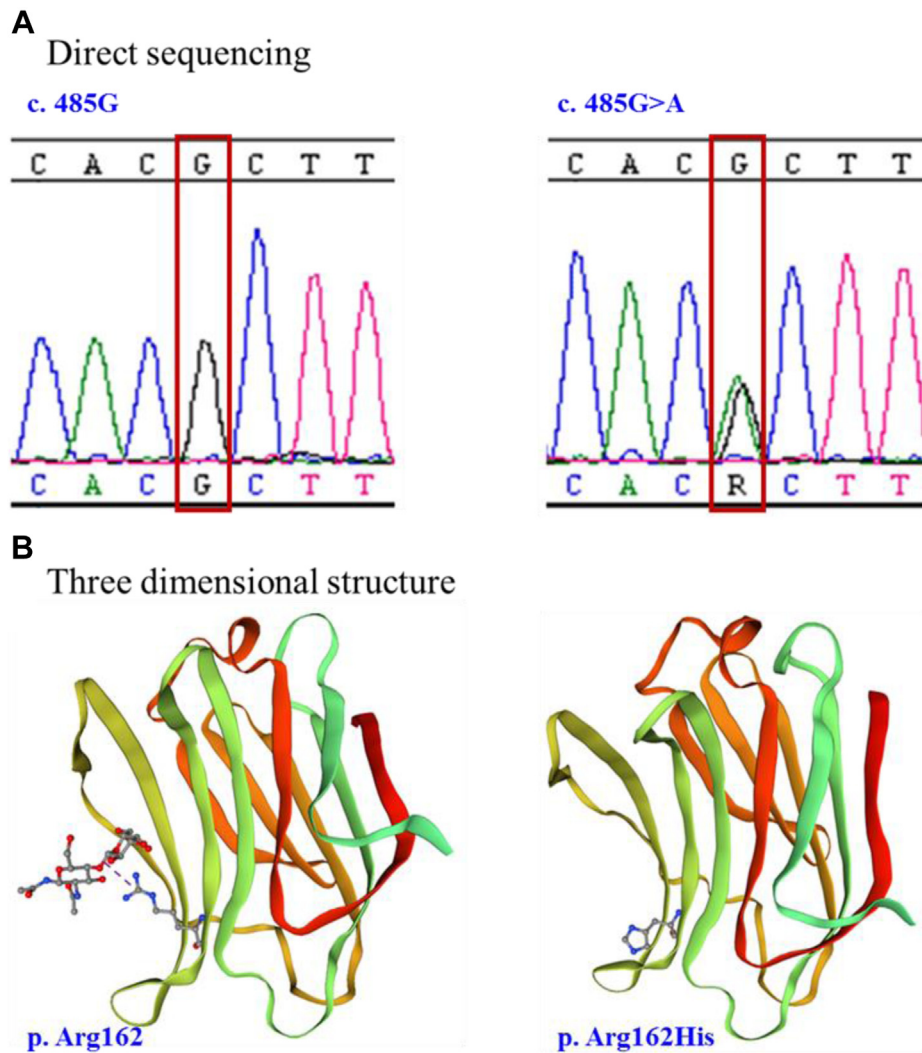 A
Direct sequencing
c. 485G
c. 485G>A
C A C G C T T
C A C G C T T
C A C G C T T
C A C R C T T
B
Three dimensional structure
p. Arg162
p. Arg162His